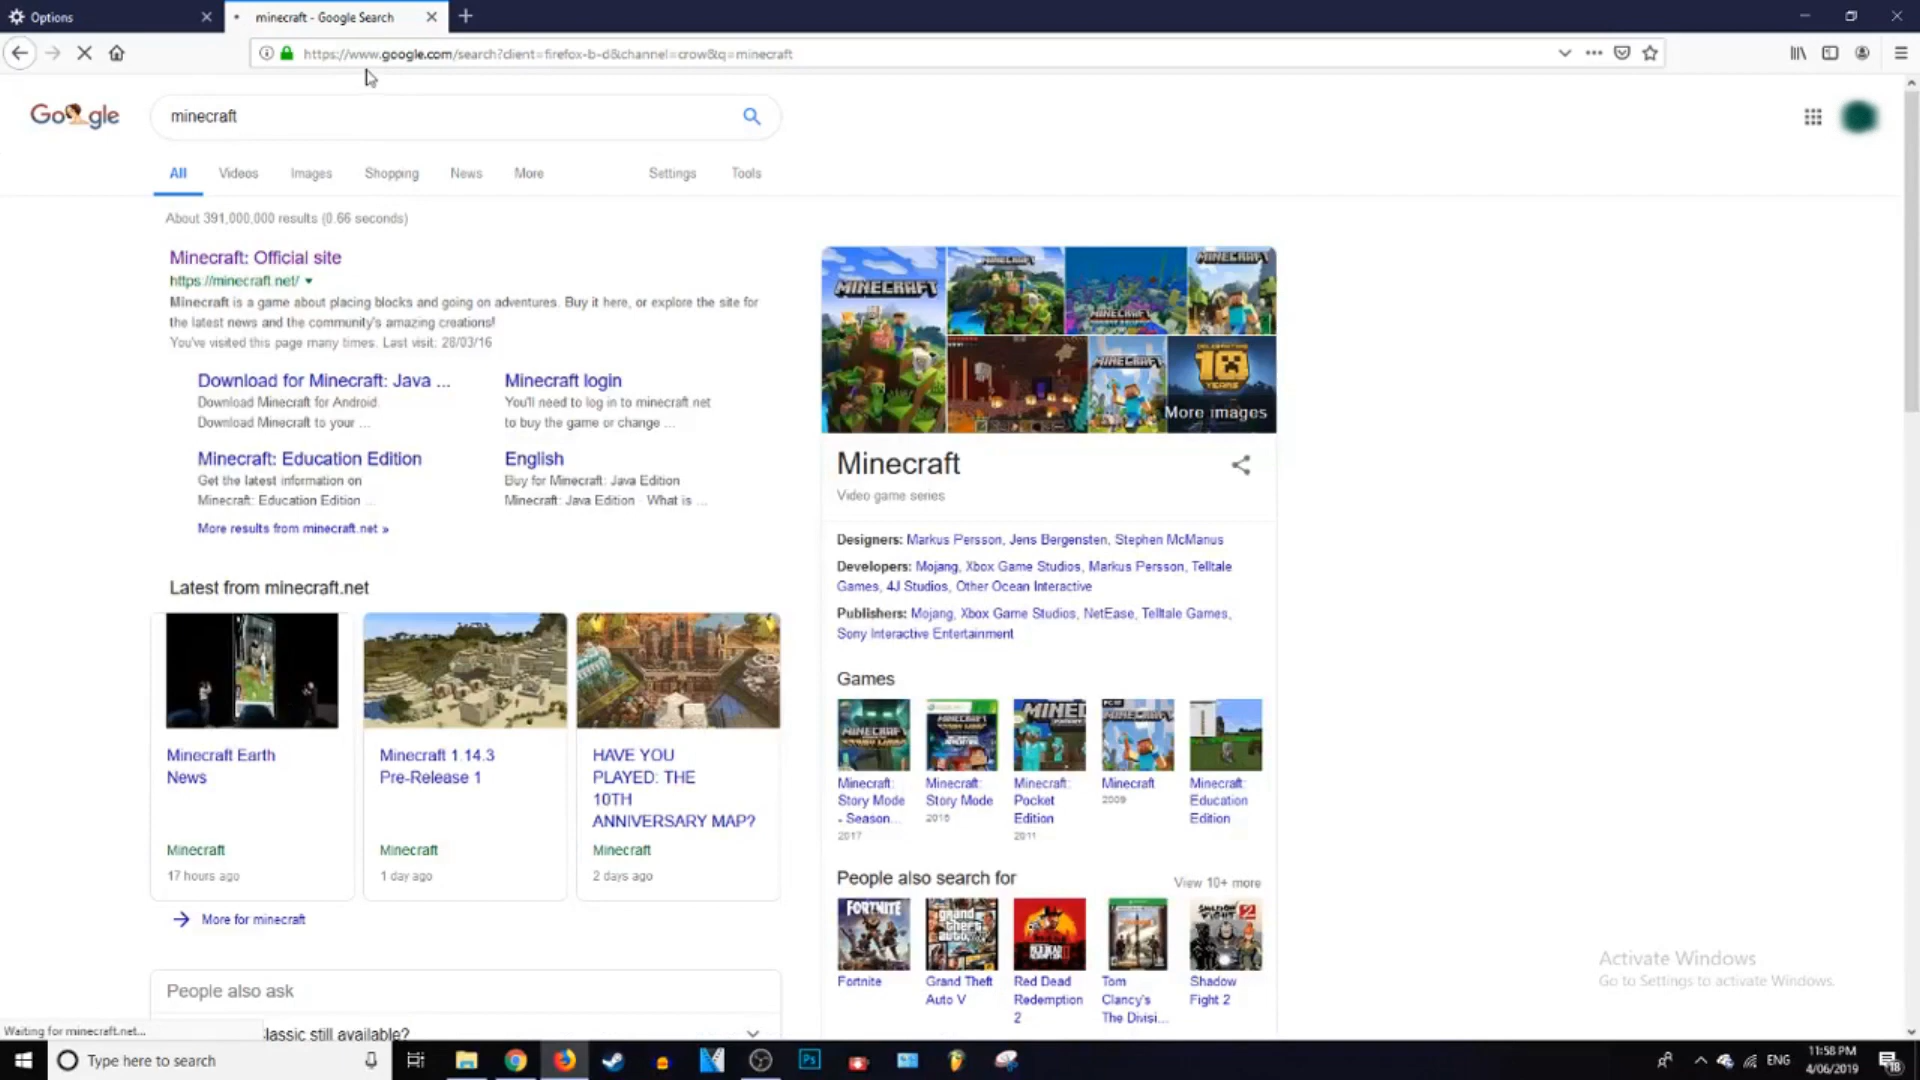 Options
minecraft - Google Search
https://www.google.com/search?client=firefox-b-d&channel=crow&q=minecraft
Google
minecraft
All Videos Images Shopping News More Settings Tools
About 391,000,000 results (0.66 seconds)
Minecraft: Official site
https://minecraft.net/
Minecraft is a game about placing blocks and going on adventures. Buy it here, or explore the site for
the latest news and the community's amazing creations!
You've visited this page many times. Last visit: 28/03/16
Download for Minecraft: Java ...
Download Minecraft for Android.
Download Minecraft to your ...
Minecraft login
You'll need to log in to minecraft.net
to buy the game or change ...
Minecraft: Education Edition
Get the latest information on
Minecraft: Education Edition ...
English
Buy for Minecraft: Java Edition
Minecraft: Java Edition · What is ...
More results from minecraft.net »
Latest from minecraft.net
Minecraft Earth
News
Minecraft
17 hours ago
Minecraft 1.14.3
Pre-Release 1
Minecraft
1 day ago
HAVE YOU
PLAYED: THE
10TH
ANNIVERSARY MAP?
Minecraft
2 days ago
More for minecraft
People also ask
lassic still available?
Waiting for minecraft.net...
MINECRAFT
MINECRAFT
MINECRAFT
MINECRAFT
MINECRAFT
10
YEARS
More images
Minecraft
Video game series
Designers: Markus Persson, Jens Bergensten, Stephen McManus
Developers: Mojang, Xbox Game Studios, Markus Persson, Telltale
Games, 4J Studios, Other Ocean Interactive
Publishers: Mojang, Xbox Game Studios, NetEase, Telltale Games,
Sony Interactive Entertainment
Games
Minecraft:
Story Mode
- Season...
2017
Minecraft:
Story Mode
2015
Minecraft:
Pocket
Edition
2011
Minecraft
2009
Minecraft:
Education
Edition
People also search for
View 10+ more
FORTNITE
Fortnite
grand
theft
auto
Grand Theft
Auto V
Red Dead
Redemption
2
Tom
Clancy's
The Divisi...
Shadow
Fight 2
Activate Windows
Go to Settings to activate Windows.
Type here to search
Ps
ENG
11:58 PM
4/06/2019
18